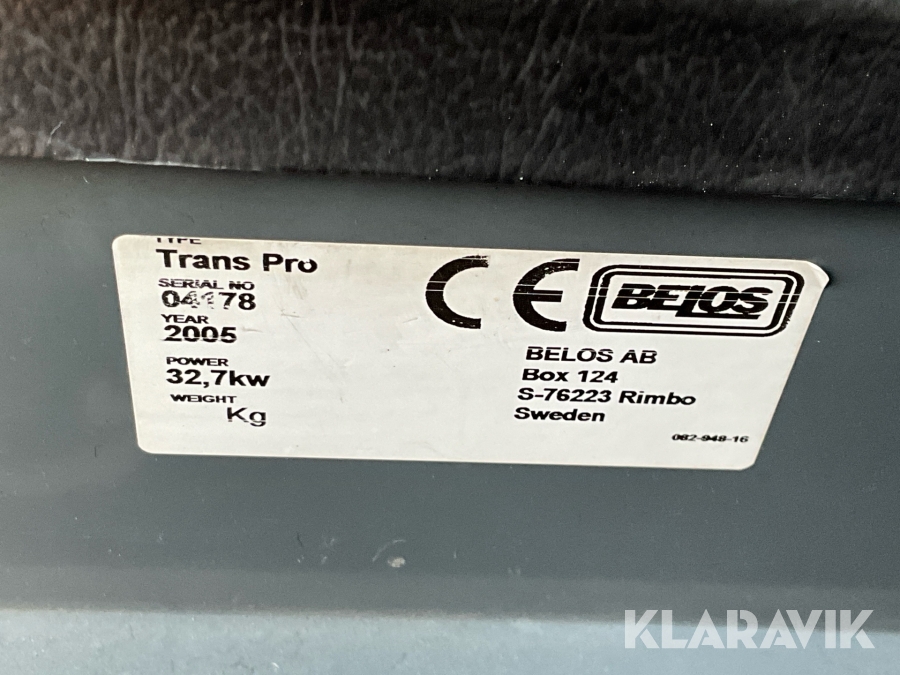 TYPE
Trans Pro
SERIAL NO
YEAR
2005
POWER
32,7kw
WEIGHT
Kg
CE
BELOS
BELOS AB
Box 124
S-76223 Rimbo
Sweden
082-948-16
KLARAVIK